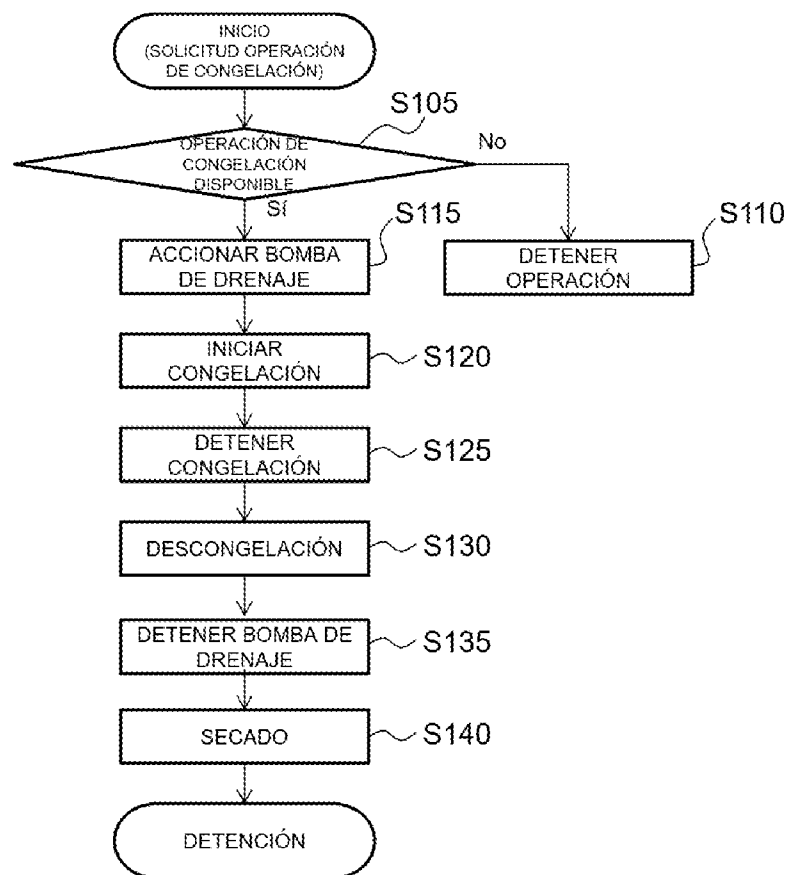 INICIO
(SOLICITUD OPERACIÓN
DE CONGELACIÓN)
S105
OPERACIÓN DE
CONGELACIÓN
DISPONIBLE
No
Sí
S115
ACCIONAR BOMBA
DE DRENAJE
S110
DETENER
OPERACIÓN
INICIAR
CONGELACIÓN
S120
DETENER
CONGELACIÓN
S125
DESCONGELACIÓN
S130
DETENER BOMBA DE
DRENAJE
S135
SECADO
S140
DETENCIÓN